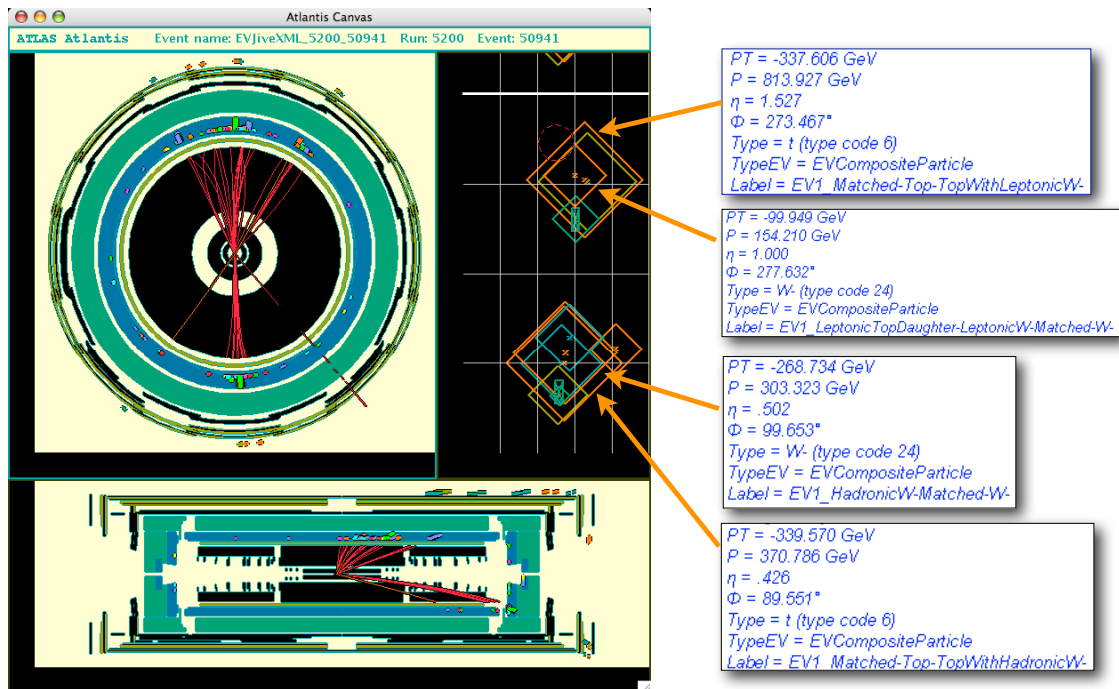 Atlantis Canvas
ATLAS Atlantis Event name: EVJiveXML_5200_50941 Run: 5200 Event: 50941
PT = -337.606 GeV
P = 813.927 GeV
η = 1.527
Φ = 273.467°
Type = t (type code 6)
TypeEV = EVCompositeParticle
Label = EV1_Matched-Top-TopWithLeptonicW-
PT = -99.949 GeV
P = 154.210 GeV
η = 1.000
Φ = 277.632°
Type = W- (type code 24)
TypeEV = EVCompositeParticle
Label = EV1_LeptonicTopDaughter-LeptonicW-Matched-W-
PT = -268.734 GeV
P = 303.323 GeV
η = .502
Φ = 99.653°
Type = W- (type code 24)
TypeEV = EVCompositeParticle
Label = EV1_HadronicW-Matched-W-
PT = -339.570 GeV
P = 370.786 GeV
η = .426
Φ = 89.551°
Type = t (type code 6)
TypeEV = EVCompositeParticle
Label = EV1_Matched-Top-TopWithHadronicW-